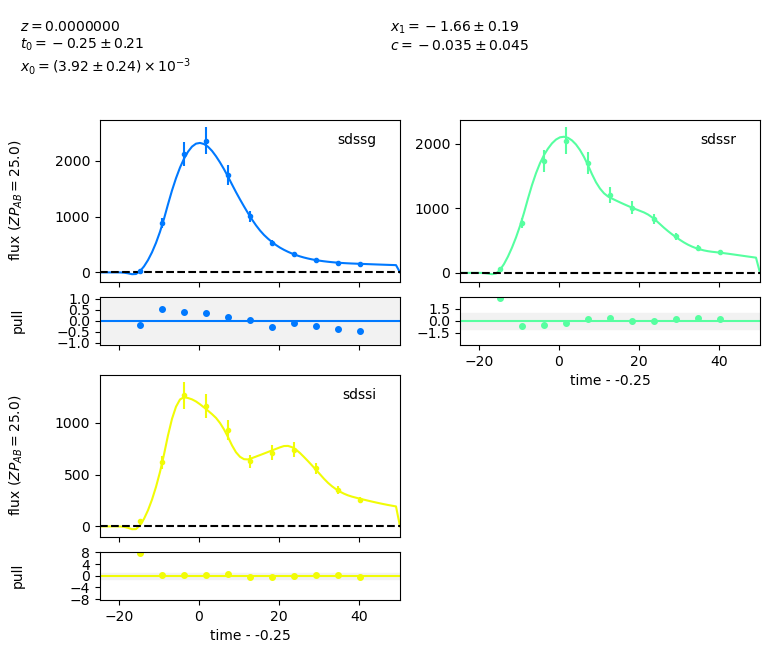 z = 0.0000000
t₀ = −0.25 ± 0.21
x₀ = (3.92 ± 0.24) × 10⁻³
x₁ = −1.66 ± 0.19
c = −0.035 ± 0.045
flux (ZP_AB = 25.0)
2000
1000
0
sdssg
2000
1000
0
sdssr
pull
1.0
0.5
0.0
−0.5
−1.0
1.5
0.0
−1.5
−20 0 20 40
time - -0.25
flux (ZP_AB = 25.0)
1000
500
0
sdssi
pull
8
4
0
−4
−8
−20 0 20 40
time - -0.25